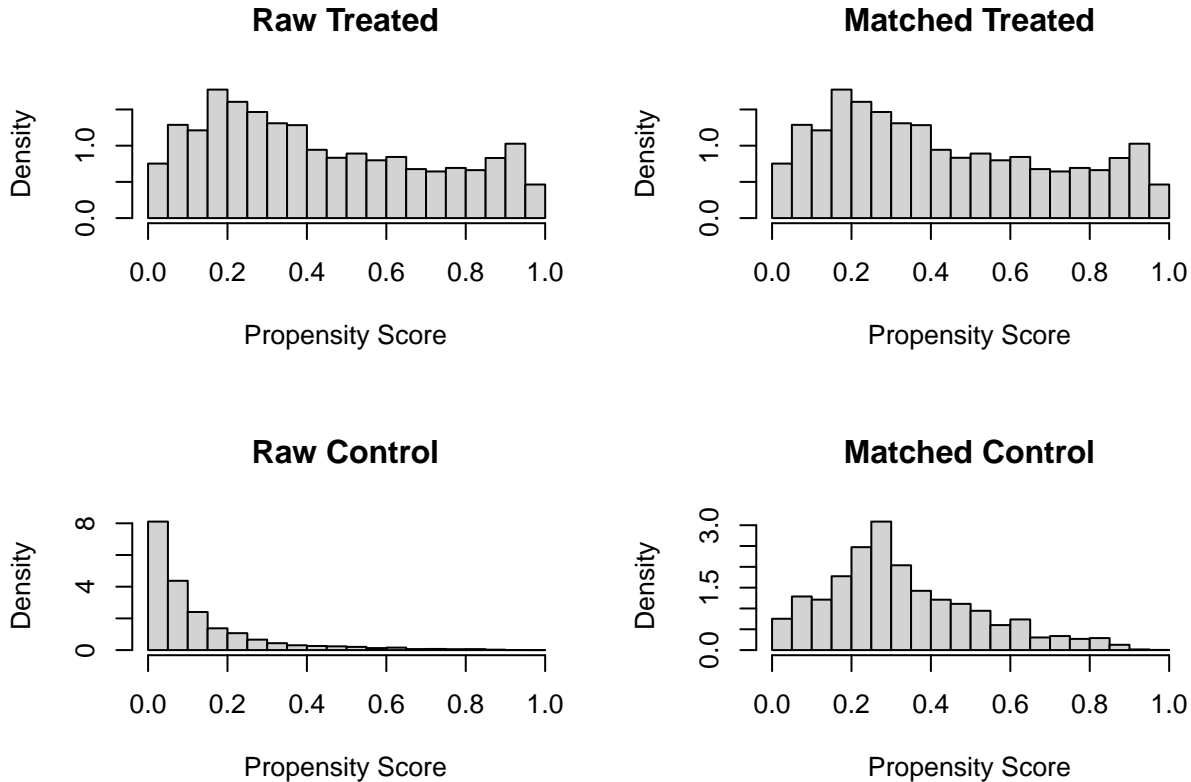 Raw Treated
Density
0.0 1.0
0.0 0.2 0.4 0.6 0.8 1.0
Propensity Score
Matched Treated
Density
0.0 1.0
0.0 0.2 0.4 0.6 0.8 1.0
Propensity Score
Raw Control
Density
0 4 8
0.0 0.2 0.4 0.6 0.8 1.0
Propensity Score
Matched Control
Density
0.0 1.5 3.0
0.0 0.2 0.4 0.6 0.8 1.0
Propensity Score